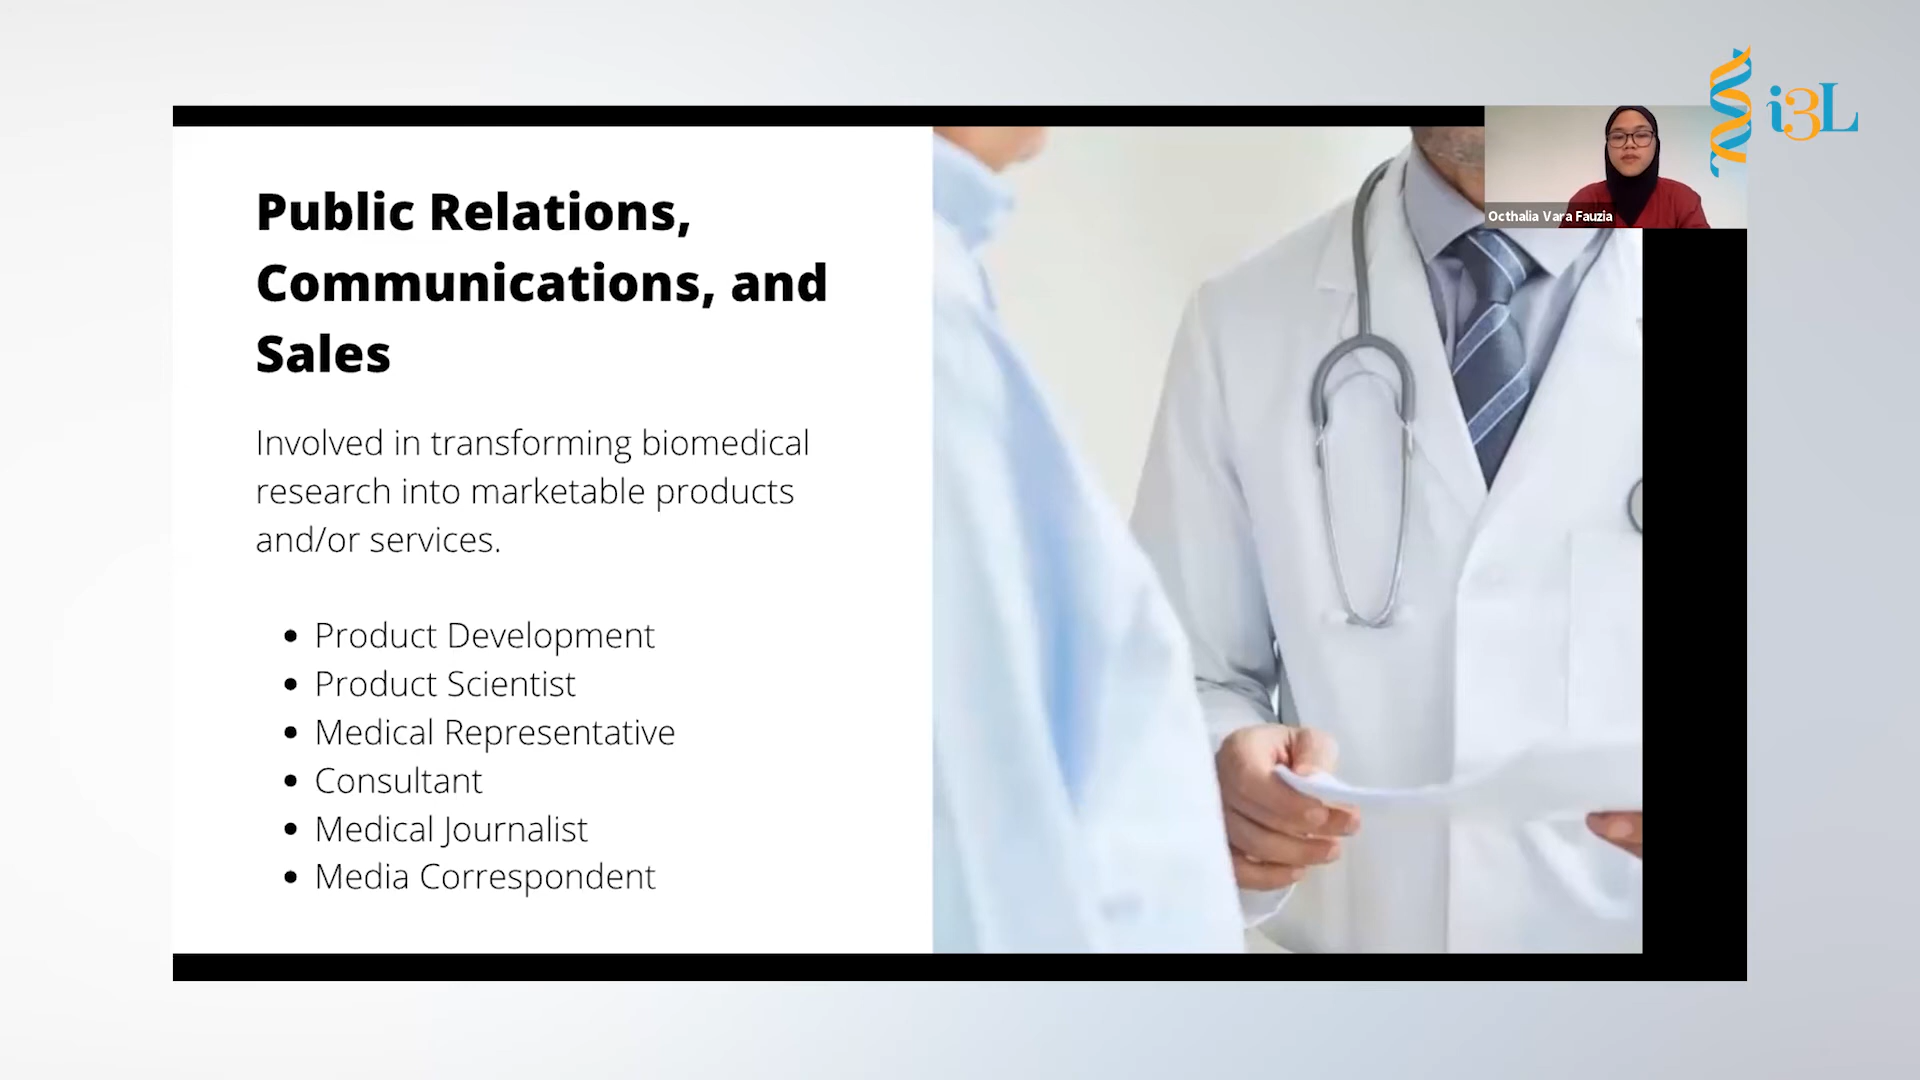 i3L
Octhalia Vara Fauzia
Public Relations,
Communications, and
Sales
Involved in transforming biomedical
research into marketable products
and/or services.
• Product Development
• Product Scientist
• Medical Representative
• Consultant
• Medical Journalist
• Media Correspondent